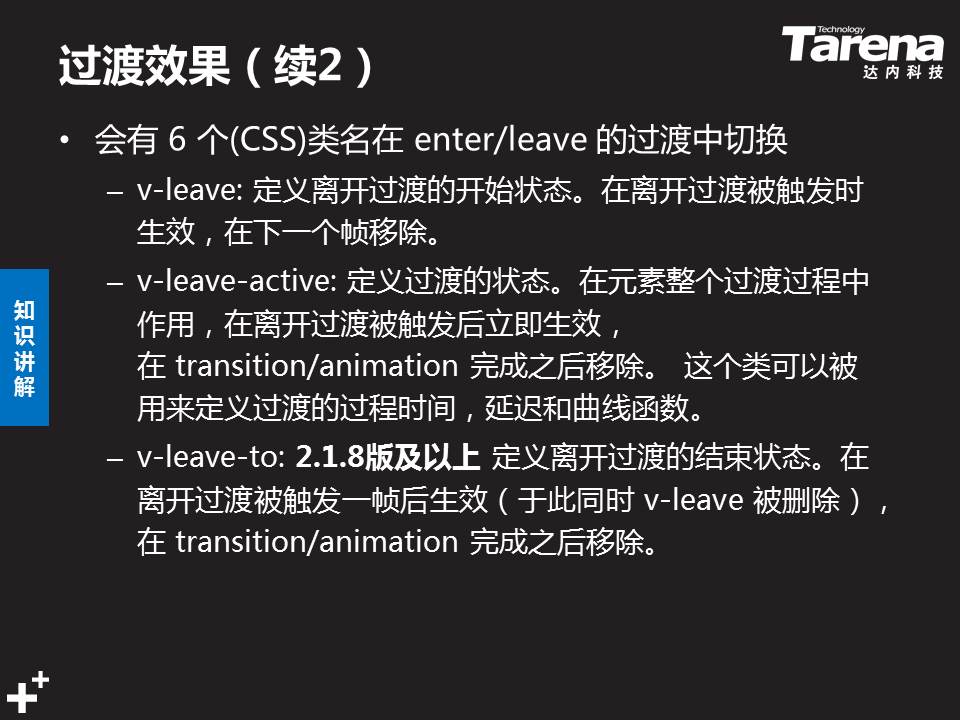 过渡效果（续2）
Technology
Tarena
达内科技
• 会有 6 个(CSS)类名在 enter/leave 的过渡中切换
– v-leave: 定义离开过渡的开始状态。在离开过渡被触发时
生效，在下一个帧移除。
– v-leave-active: 定义过渡的状态。在元素整个过渡过程中
作用，在离开过渡被触发后立即生效，
在 transition/animation 完成之后移除。 这个类可以被
用来定义过渡的过程时间，延迟和曲线函数。
– v-leave-to: 2.1.8版及以上 定义离开过渡的结束状态。在
离开过渡被触发一帧后生效（于此同时 v-leave 被删除），
在 transition/animation 完成之后移除。
知
识
讲
解